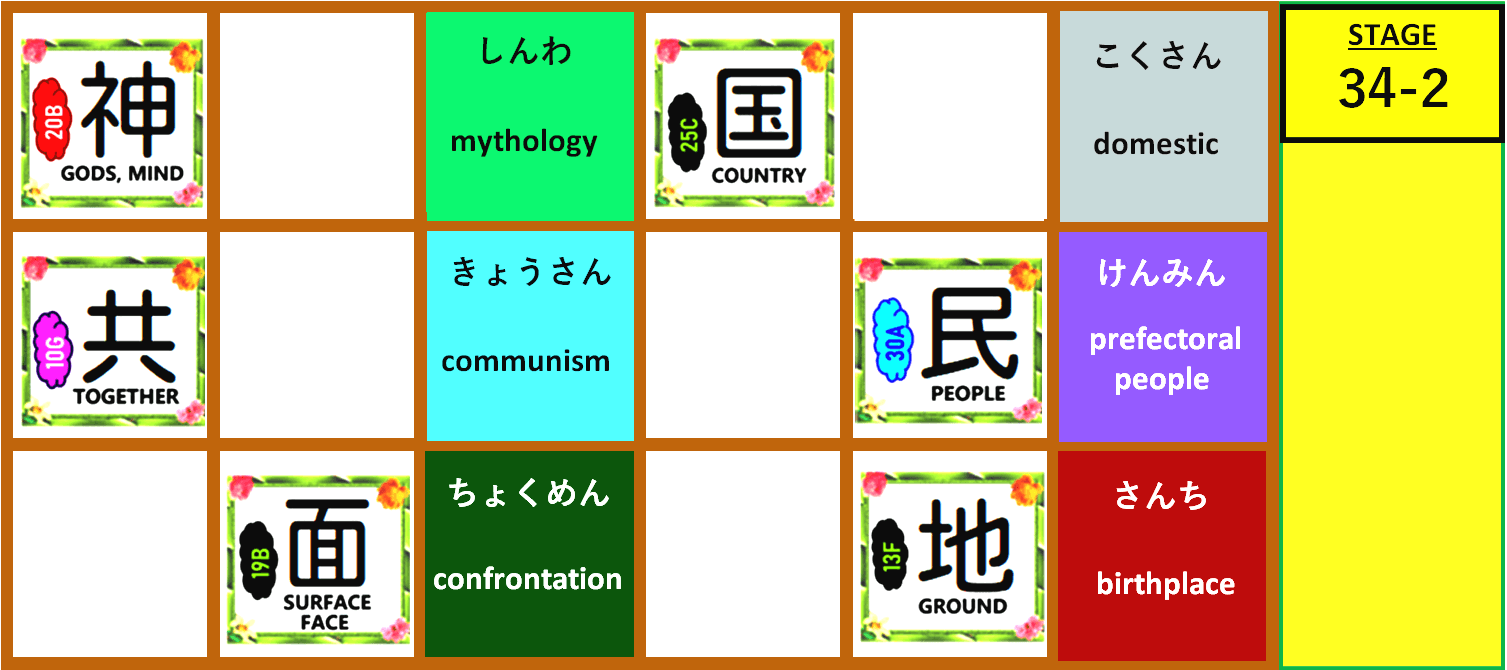 20B
神
GODS, MIND
しんわ
mythology
25C
国
COUNTRY
こくさん
domestic
STAGE
34-2
10G
共
TOGETHER
きょうさん
communism
30A
民
PEOPLE
けんみん
prefectoral
people
19B
面
SURFACE
FACE
ちょくめん
confrontation
13F
地
GROUND
さんち
birthplace